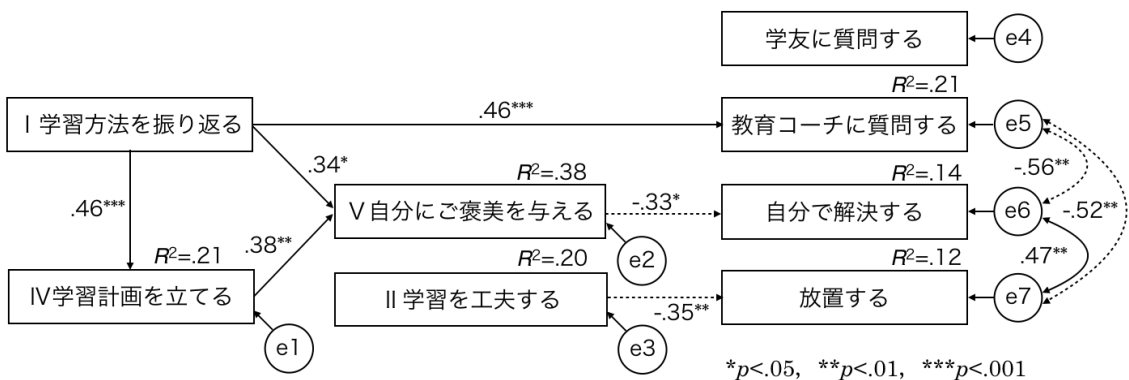 学友に質問する
e4
R²=.21
Ⅰ学習方法を振り返る
.46***
教育コーチに質問する
e5
.34*
-.56**
R²=.38
R²=.14
.46***
Ⅴ自分にご褒美を与える
-.33*
自分で解決する
e6
-.52**
.38**
R²=.21
e2
R²=.20
R²=.12
.47**
Ⅳ学習計画を立てる
Ⅱ学習を工夫する
-.35**
放置する
e7
e1
e3
*p<.05, **p<.01, ***p<.001